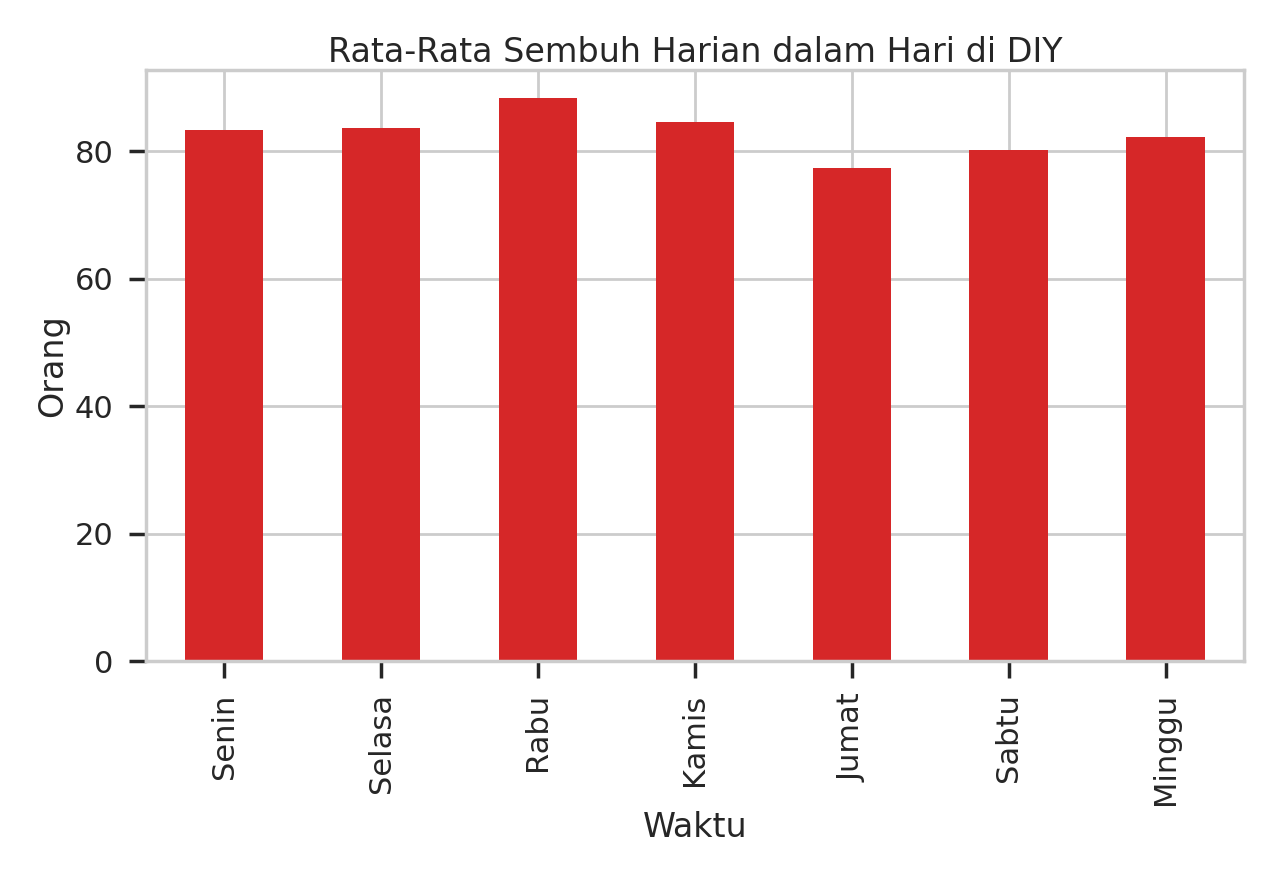 Rata-Rata Sembuh Harian dalam Hari di DIY
Orang
80
60
40
20
0
Senin
Selasa
Rabu
Kamis
Jumat
Sabtu
Minggu
Waktu